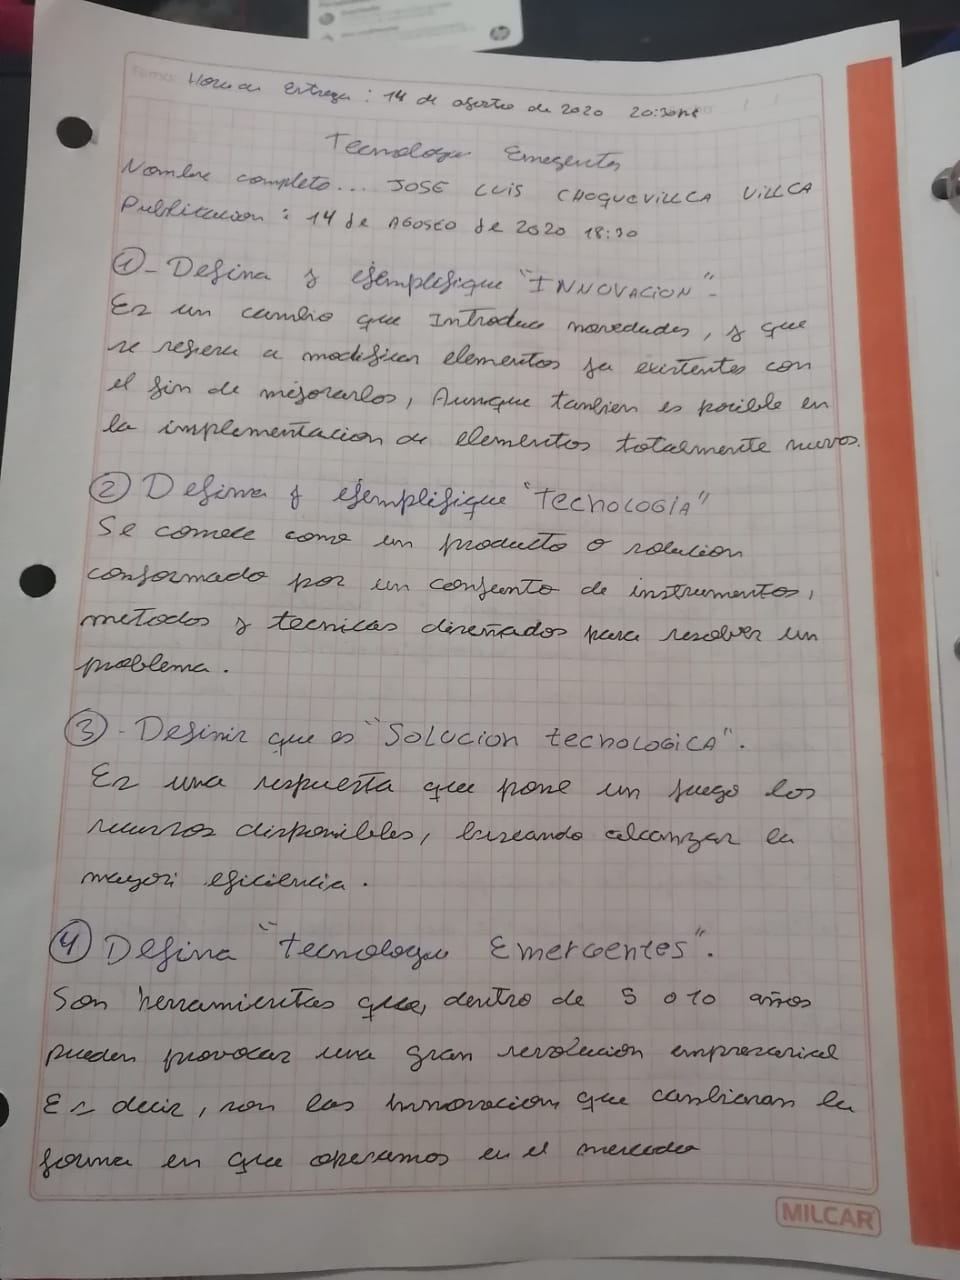 Hora de entrega : 14 de agosto de 2020 20:30
Tecnologia Emegentes
Nombre completo... JOSE LUIS CHOQUEVILLCA VILLCA
Publicacion : 14 de AGOSTO de 2020 18:30
1- Defina y ejemplifique "INNOVACION" -
Es un cambio que Introduce novedades, y que
se refiere a modificar elementos ya existentes con
el fin de mejorarlos, Aunque tambien es posible en
la implementacion de elementos totalmente nuevos.
2 Defina y ejemplifique "TECNOLOGIA"
Se conoce como un producto o solucion
conformado por un conjunto de instrumentos,
metodos y tecnicas diseñados para resolver un
problema.
3 - Definir que es "Solucion tecnologica".
Es una respuesta que pone un juego los
recursos disponibles, buscando alcanzar la
mayor eficiencia.
4 Defina "tecnologia Emergentes".
Son herramientas que, dentro de 5 o 10 años
pueden provocar una gran revolucion empresarial
Es decir, son las innovacion que cambiaran la
forma en que operamos en el mercado
MILCAR